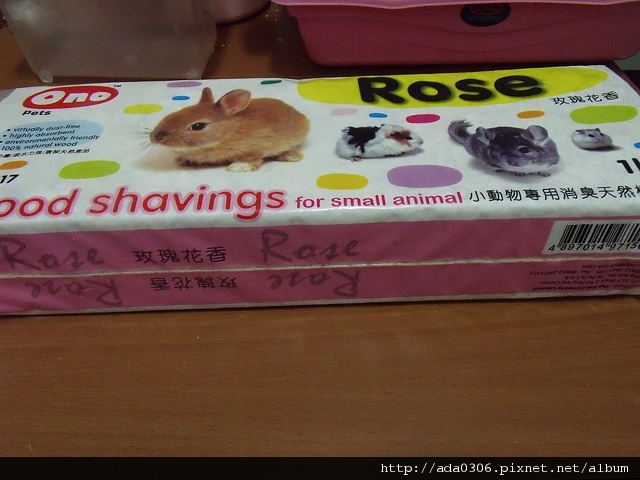 Ono
Pets
Rose
玫瑰花香
• virtually dust-free
• highly absorbent
• environmentally friendly
100% natural wood
17
ood shavings for small animal 小動物專用消臭天然
Rose 玫瑰花香 Rose
Rose 玫瑰花香 Rose
http://ada0306.pixnet.net/album